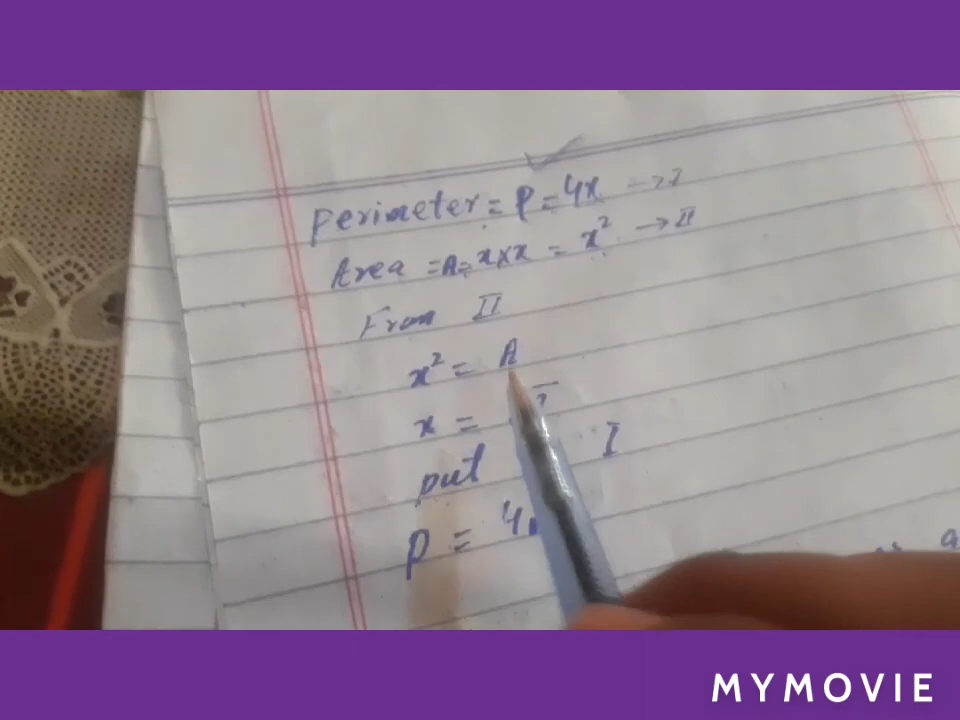 Perimeter = P = 4x → I
Area = A = x × x = x² → II
From II
x² = A
x =
put I
P = 4
MYMOVIE